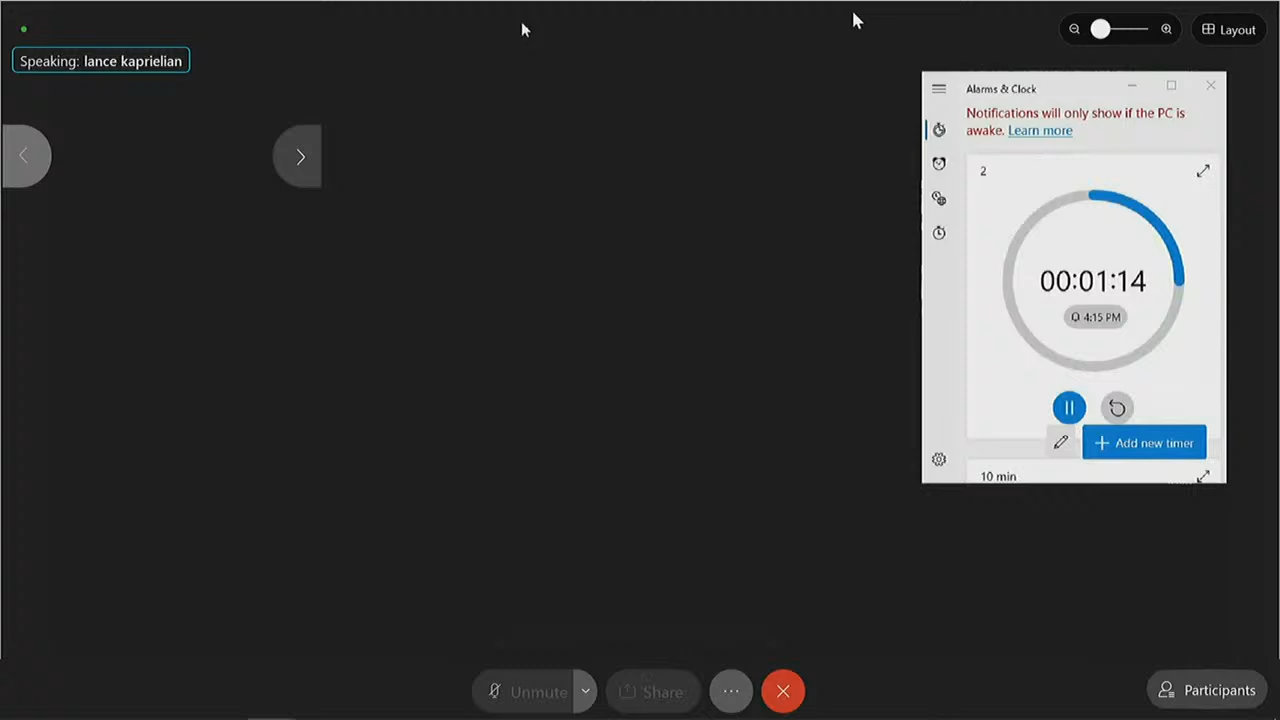 Speaking: lance kaprielian
Layout
Alarms & Clock
Notifications will only show if the PC is
awake. Learn more
2
00:01:14
4:15 PM
Add new timer
10 min
Unmute
Share
Participants